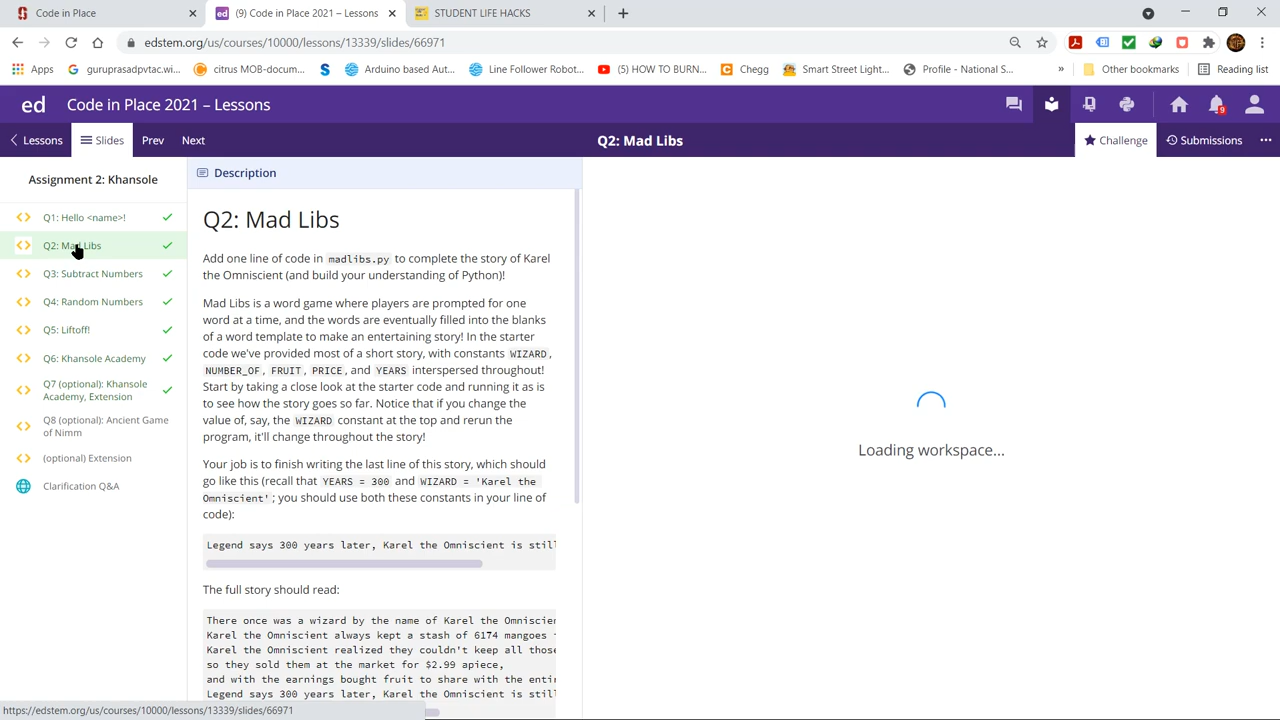 Code in Place
(9) Code in Place 2021 – Lessons
STUDENT LIFE HACKS
edstem.org/us/courses/10000/lessons/13339/slides/66971
Apps
guruprasadpvtac.wi...
citrus MOB-docum...
Arduino based Aut...
Line Follower Robot...
(5) HOW TO BURN...
Chegg
Smart Street Light...
Profile - National S...
»
Other bookmarks
Reading list
ed
Code in Place 2021 – Lessons
9
Lessons
Slides
Prev
Next
Q2: Mad Libs
Challenge
Submissions
Assignment 2: Khansole
Q1: Hello <name>!
Q2: Mad Libs
Q3: Subtract Numbers
Q4: Random Numbers
Q5: Liftoff!
Q6: Khansole Academy
Q7 (optional): Khansole
Academy, Extension
Q8 (optional): Ancient Game
of Nimm
(optional) Extension
Clarification Q&A
Description
Q2: Mad Libs
Add one line of code in madlibs.py to complete the story of Karel
the Omniscient (and build your understanding of Python)!
Mad Libs is a word game where players are prompted for one
word at a time, and the words are eventually filled into the blanks
of a word template to make an entertaining story! In the starter
code we've provided most of a short story, with constants WIZARD,
NUMBER_OF, FRUIT, PRICE, and YEARS interspersed throughout!
Start by taking a close look at the starter code and running it as is
to see how the story goes so far. Notice that if you change the
value of, say, the WIZARD constant at the top and rerun the
program, it'll change throughout the story!
Your job is to finish writing the last line of this story, which should
go like this (recall that YEARS = 300 and WIZARD = 'Karel the
Omniscient'; you should use both these constants in your line of
code):
Legend says 300 years later, Karel the Omniscient is still
The full story should read:
There once was a wizard by the name of Karel the Omniscien
Karel the Omniscient always kept a stash of 6174 mangoes
Karel the Omniscient realized they couldn't keep all those
so they sold them at the market for $2.99 apiece,
and with the earnings bought fruit to share with the entir
Legend says 300 years later, Karel the Omniscient is still
Loading workspace...
https://edstem.org/us/courses/10000/lessons/13339/slides/66971